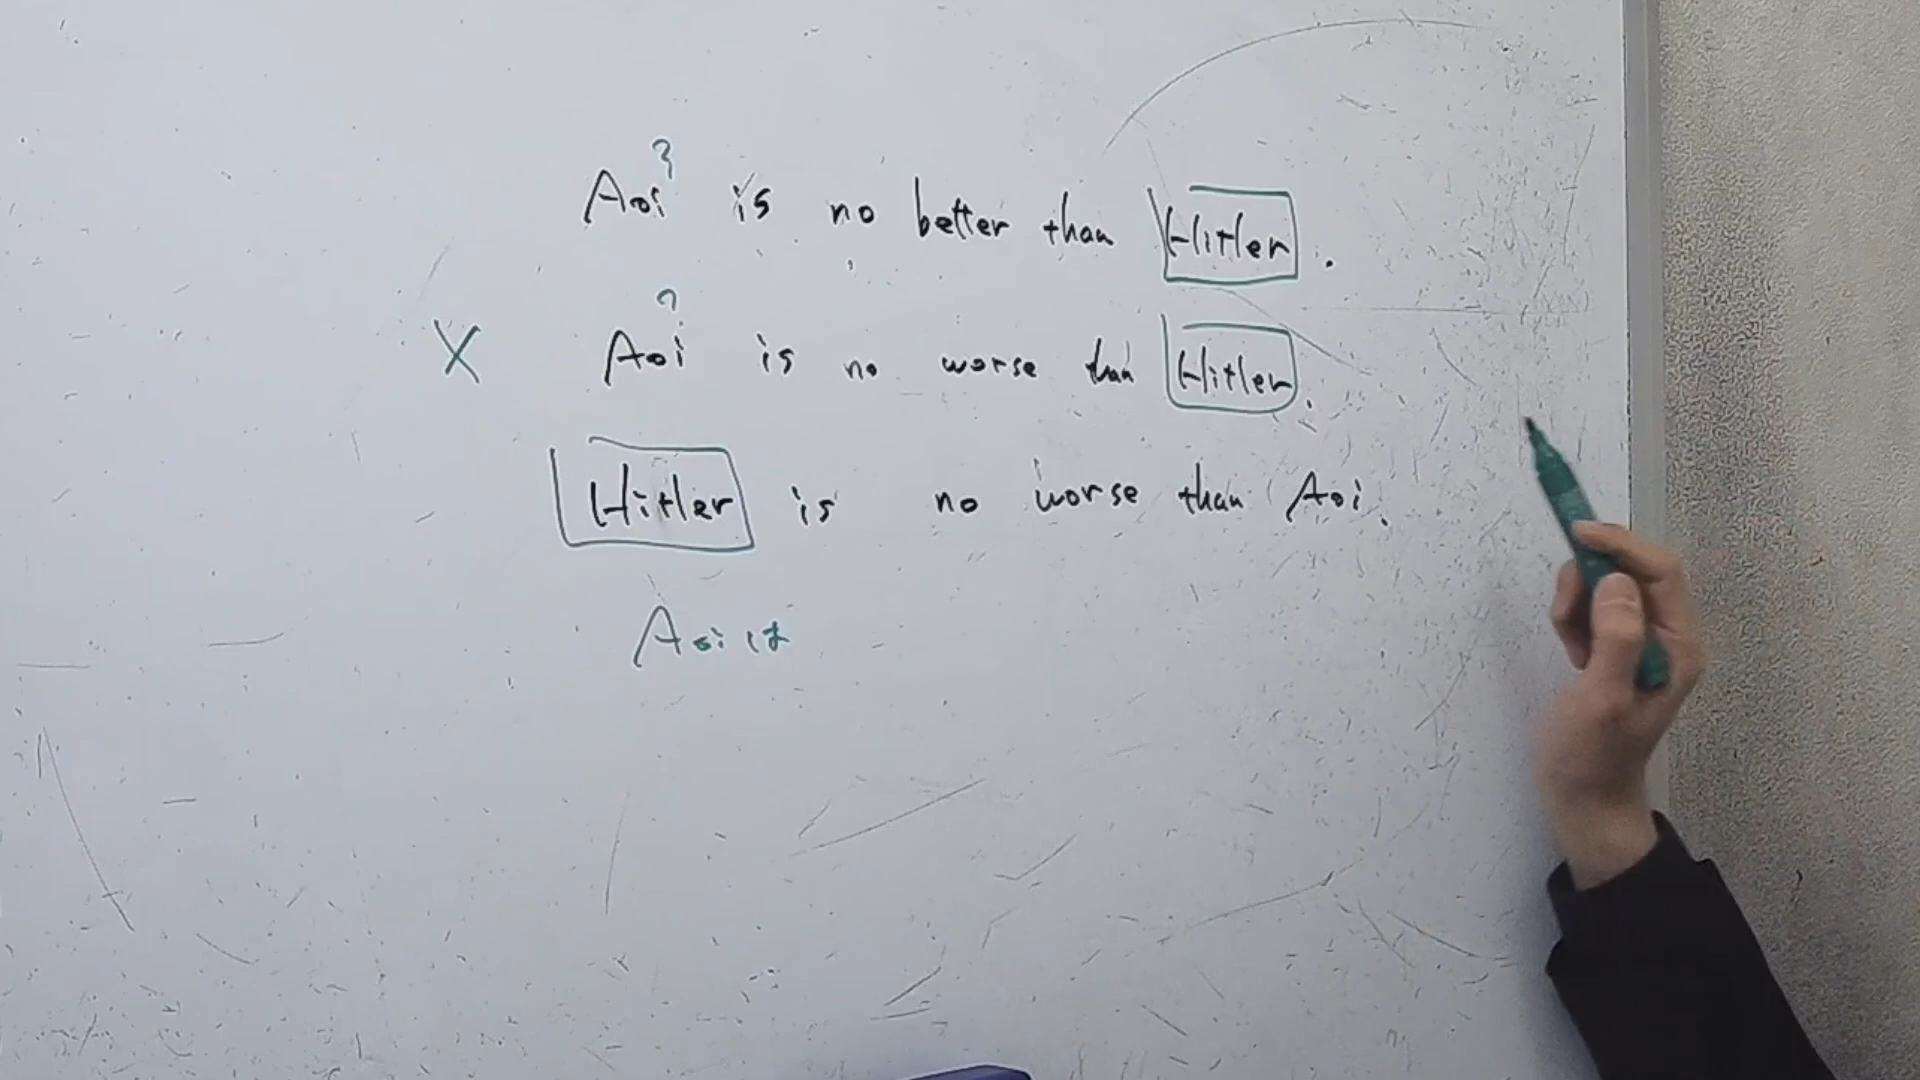 ?
Aoi is no better than Hitler.
?
X Aoi is no worse than Hitler.
Hitler is no worse than Aoi.
Aoiは